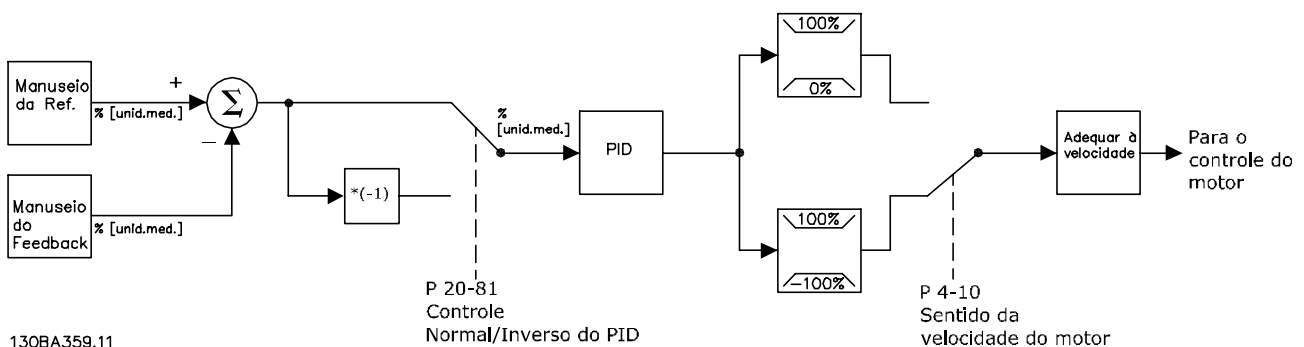 Manuseio
da Ref.
+
% [unid.med.]
Σ
−
Manuseio
do
Feedback
% [unid.med.]
*(-1)
%
[unid.med.]
PID
100%
0%
100%
-100%
Adequar à
velocidade
Para o
controle do
motor
P 20-81
Controle
Normal/Inverso do PID
P 4-10
Sentido da
velocidade do motor
130BA359.11